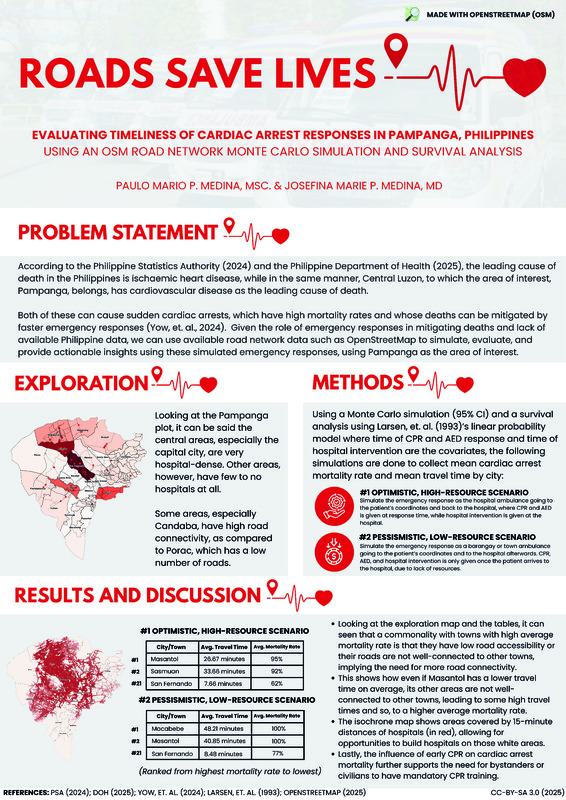 MADE WITH OPENSTREETMAP (OSM)
ROADS SAVE LIVES
EVALUATING TIMELINESS OF CARDIAC ARREST RESPONSES IN PAMPANGA, PHILIPPINES
USING AN OSM ROAD NETWORK MONTE CARLO SIMULATION AND SURVIVAL ANALYSIS
PAULO MARIO P. MEDINA, MSC. & JOSEFINA MARIE P. MEDINA, MD
PROBLEM STATEMENT
According to the Philippine Statistics Authority (2024) and the Philippine Department of Health (2025), the leading cause of
death in the Philippines is ischaemic heart disease, while in the same manner, Central Luzon, to which the area of interest,
Pampanga, belongs, has cardiovascular disease as the leading cause of death.
Both of these can cause sudden cardiac arrests, which have high mortality rates and whose deaths can be mitigated by
faster emergency responses (Yow, et. al., 2024). Given the role of emergency responses in mitigating deaths and lack of
available Philippine data, we can use available road network data such as OpenStreetMap to simulate, evaluate, and
provide actionable insights using these simulated emergency responses, using Pampanga as the area of interest.
EXPLORATION
Looking at the Pampanga
plot, it can be said the
central areas, especially the
capital city, are very
hospital-dense. Other areas,
however, have few to no
hospitals at all.
Some areas, especially
Candaba, have high road
connectivity, as compared
to Porac, which has a low
number of roads.
METHODS
Using a Monte Carlo simulation (95% CI) and a survival
analysis using Larsen, et. al. (1993)'s linear probability
model where time of CPR and AED response and time of
hospital intervention are the covariates, the following
simulations are done to collect mean cardiac arrest
mortality rate and mean travel time by city:
#1 OPTIMISTIC, HIGH-RESOURCE SCENARIO
Simulate the emergency response as the hospital ambulance going
to the patient's coordinates and back to the hospital, where CPR and AED
is given at response time, while hospital intervention is given at the
hospital.
#2 PESSIMISTIC, LOW-RESOURCE SCENARIO
Simulate the emergency response as a barangay or town ambulance
going to the patient's coordinates and to the hospital afterwards. CPR,
AED, and hospital intervention is only given once the patient arrives to
the hospital, due to lack of resources.
RESULTS AND DISCUSSION
#1 OPTIMISTIC, HIGH-RESOURCE SCENARIO
City/Town Avg. Travel Time Avg. Mortality Rate
#1 Masantol 26.67 minutes 95%
#2 Sasmuan 33.66 minutes 92%
#21 San Fernando 7.66 minutes 62%
#2 PESSIMISTIC, LOW-RESOURCE SCENARIO
City/Town Avg. Travel Time Avg. Mortality Rate
#1 Macabebe 48.21 minutes 100%
#2 Masantol 40.85 minutes 100%
#21 San Fernando 8.48 minutes 77%
(Ranked from highest mortality rate to lowest)
• Looking at the exploration map and the tables, it can
seen that a commonality with towns with high average
mortality rate is that they have low road accessibility or
their roads are not well-connected to other towns,
implying the need for more road connectivity.
• This shows how even if Masantol has a lower travel
time on average, its other areas are not well-
connected to other towns, leading to some high travel
times and so, to a higher average mortality rate.
• The isochrone map shows areas covered by 15-minute
distances of hospitals (in red), allowing for
opportunities to build hospitals on those white areas.
• Lastly, the influence of early CPR on cardiac arrest
mortality further supports the need for bystanders or
civilians to have mandatory CPR training.
REFERENCES: PSA (2024); DOH (2025); YOW, ET. AL. (2024); LARSEN, ET. AL. (1993); OPENSTREETMAP (2025)
CC-BY-SA 3.0 (2025)